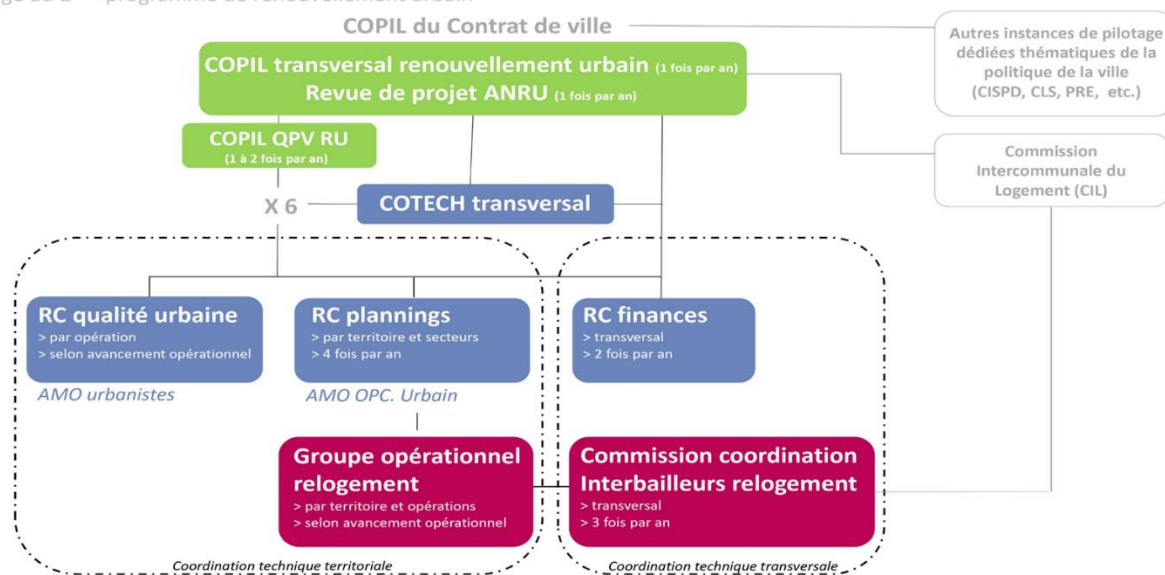 programme de renouvellement urbain
COPIL du Contrat de ville
Autres instances de pilotage
dédiées thématiques de la
politique de la ville
(CISPD, CLS, PRE, etc.)
COPIL transversal renouvellement urbain (1 fois par an)
Revue de projet ANRU (1 fois par an)
COPIL QPV RU
(1 à 2 fois par an)
Commission
Intercommunale du
Logement (CIL)
X 6
COTECH transversal
RC qualité urbaine
> par opération
> selon avancement opérationnel
AMO urbanistes
RC plannings
> par territoire et secteurs
> 4 fois par an
AMO OPC. Urbain
RC finances
> transversal
> 2 fois par an
Groupe opérationnel
relogement
> par territoire et opérations
> selon avancement opérationnel
Commission coordination
Interbailleurs relogement
> transversal
> 3 fois par an
Coordination technique territoriale
Coordination technique transversale